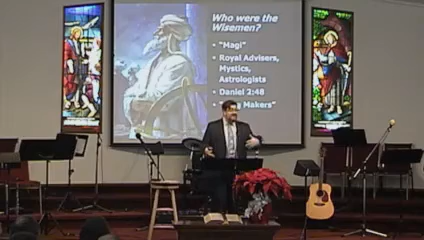 Who were the
Wisemen?
• "Magi"
• Royal Advisers,
Mystics,
Astrologists
• Daniel 2:48
Makers"